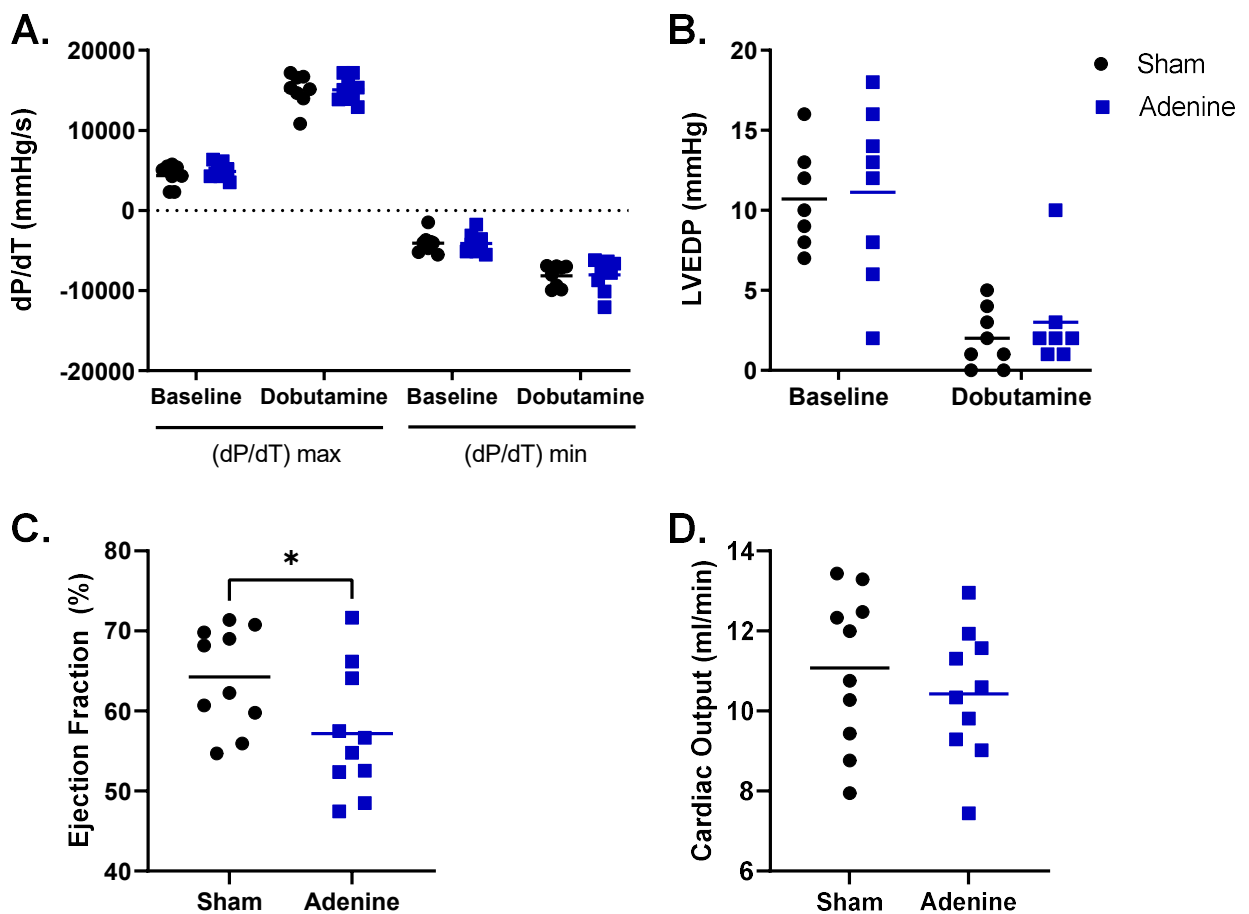 A.
20000
10000
0
-10000
-20000
dP/dT (mmHg/s)
Baseline Dobutamine Baseline Dobutamine
(dP/dT) max (dP/dT) min
B.
20
15
10
5
0
LVEDP (mmHg)
Baseline Dobutamine
Sham
Adenine
C.
80
70
60
50
40
Ejection Fraction (%)
*
Sham Adenine
D.
14
12
10
8
6
Cardiac Output (ml/min)
Sham Adenine